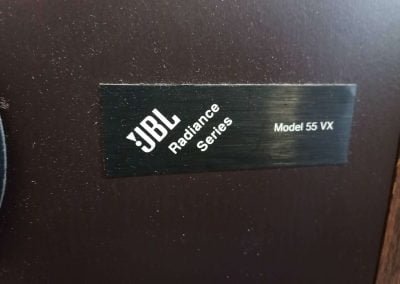 JBL
Radiance
Series
Model 55 VX